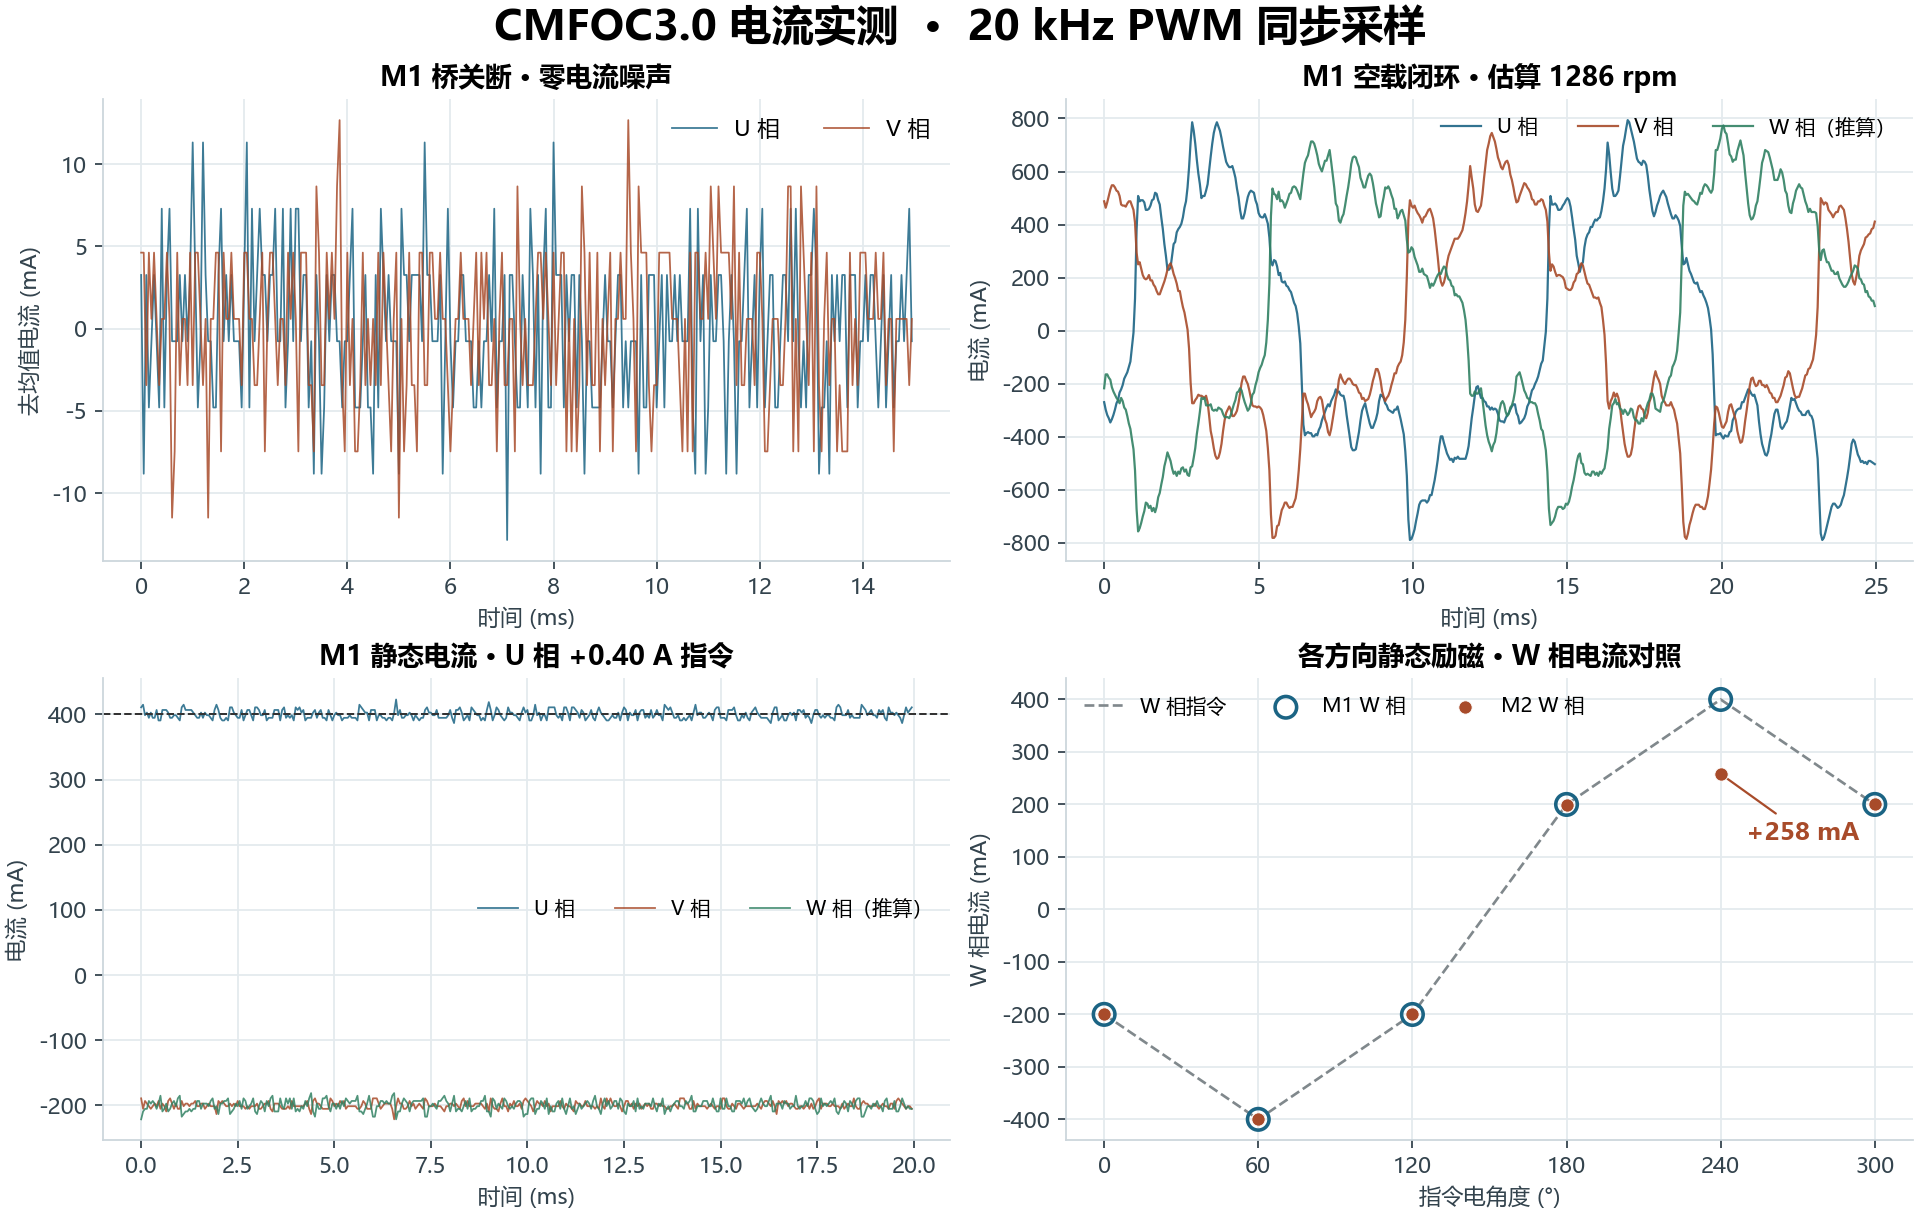 CMFOC3.0 电流实测 • 20 kHz PWM 同步采样
M1 桥关断 • 零电流噪声
U 相
V 相
10
5
0
-5
-10
去均值电流 (mA)
0 2 4 6 8 10 12 14
时间 (ms)
M1 空载闭环 • 估算 1286 rpm
U 相
V 相
W 相（推算）
800
600
400
200
0
-200
-400
-600
-800
电流 (mA)
0 5 10 15 20 25
时间 (ms)
M1 静态电流 • U 相 +0.40 A 指令
400
300
200
100
0
-100
-200
电流 (mA)
U 相
V 相
W 相（推算）
0.0 2.5 5.0 7.5 10.0 12.5 15.0 17.5 20.0
时间 (ms)
各方向静态励磁 • W 相电流对照
W 相指令
M1 W 相
M2 W 相
400
300
200
100
0
-100
-200
-300
-400
W 相电流 (mA)
+258 mA
0 60 120 180 240 300
指令电角度 (°)